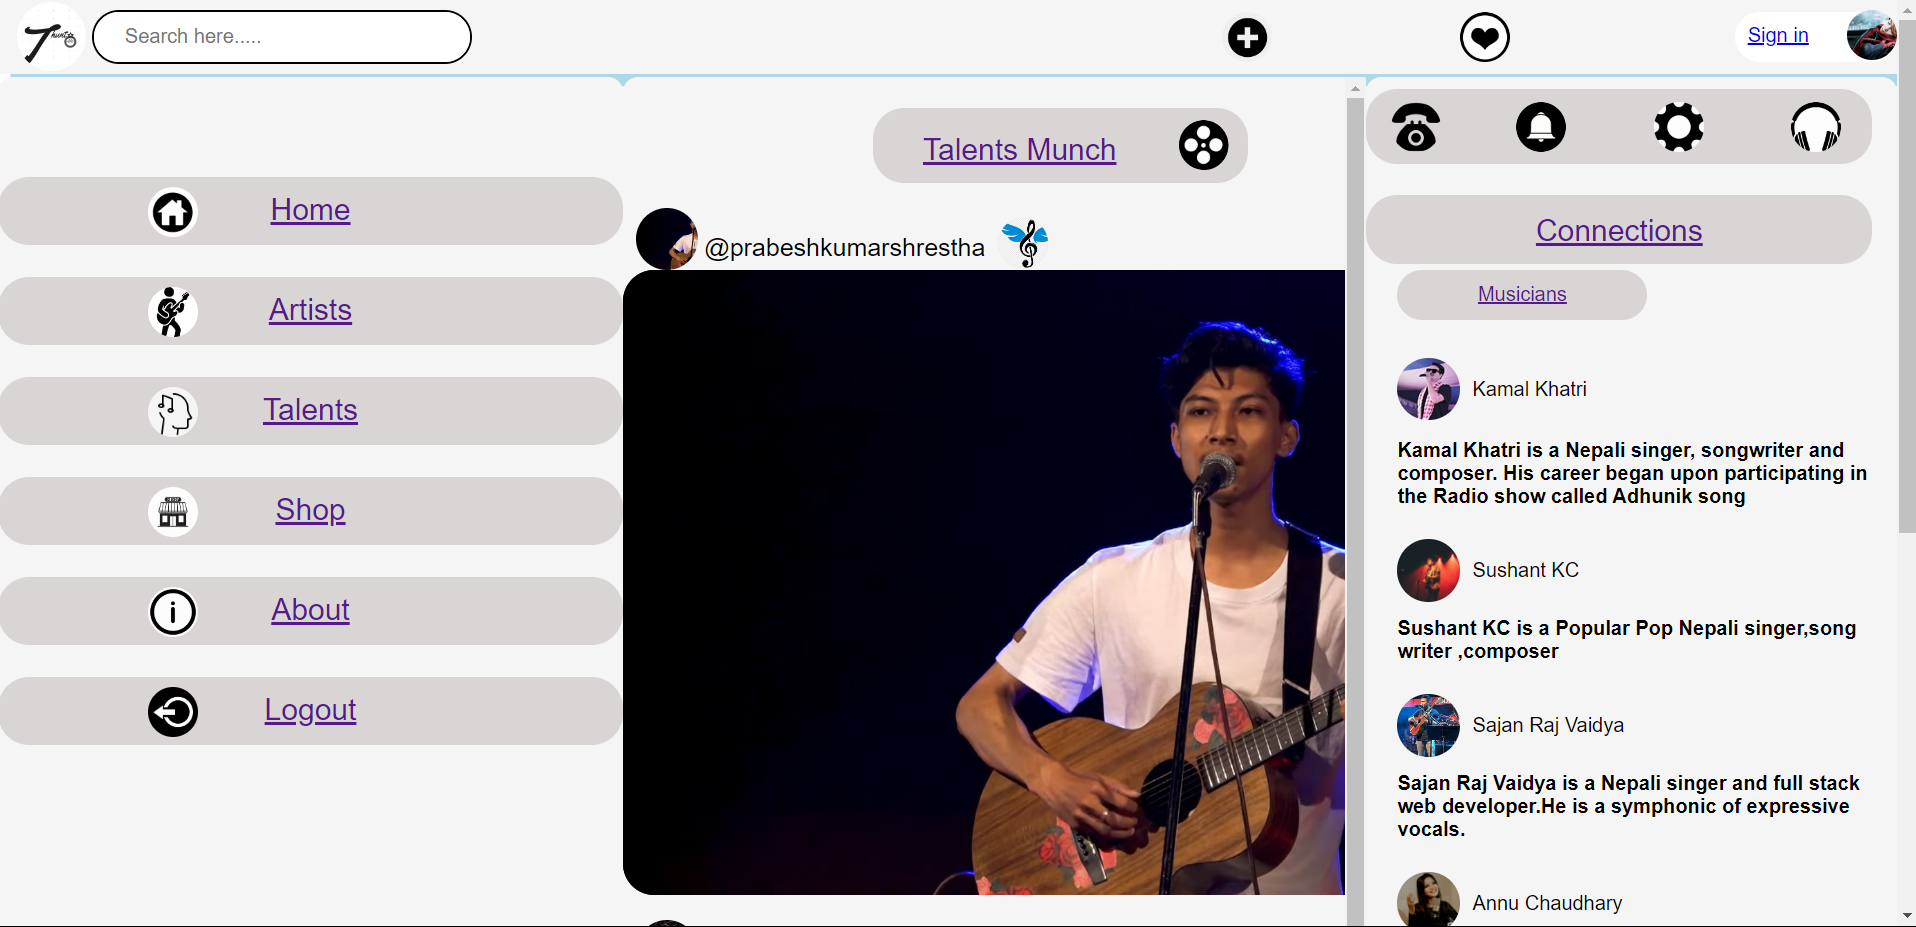 Search here.....
Sign in
Home
Artists
Talents
Shop
About
Logout
Talents Munch
@prabeshkumarshrestha
Connections
Musicians
Kamal Khatri
Kamal Khatri is a Nepali singer, songwriter and
composer. His career began upon participating in
the Radio show called Adhunik song
Sushant KC
Sushant KC is a Popular Pop Nepali singer,song
writer ,composer
Sajan Raj Vaidya
Sajan Raj Vaidya is a Nepali singer and full stack
web developer.He is a symphonic of expressive
vocals.
Annu Chaudhary